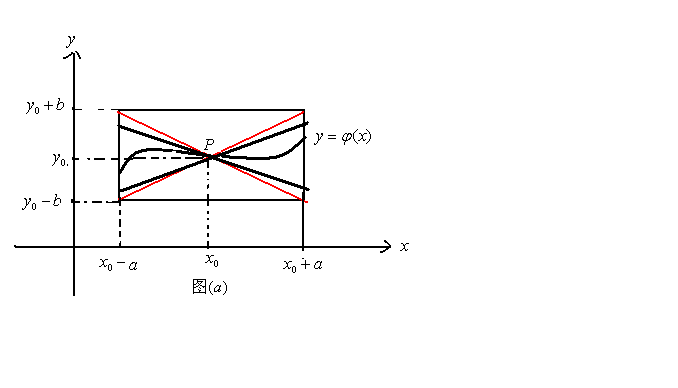 y
y₀ + b
P
y = φ(x)
y₀
y₀ − b
x
x₀ − a
x₀
x₀ + a
图(a)